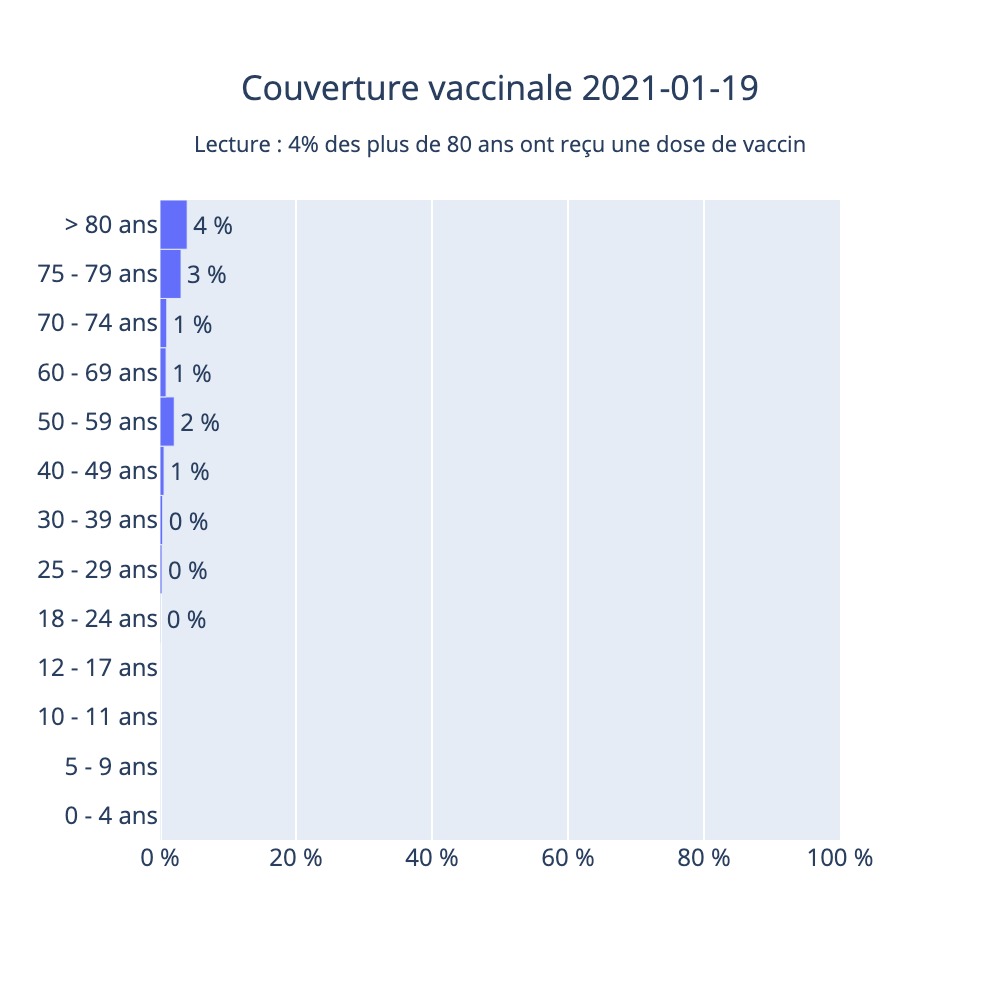 Couverture vaccinale 2021-01-19
Lecture : 4% des plus de 80 ans ont reçu une dose de vaccin
> 80 ans 4 %
75 - 79 ans 3 %
70 - 74 ans 1 %
60 - 69 ans 1 %
50 - 59 ans 2 %
40 - 49 ans 1 %
30 - 39 ans 0 %
25 - 29 ans 0 %
18 - 24 ans 0 %
12 - 17 ans
10 - 11 ans
5 - 9 ans
0 - 4 ans
0 % 20 % 40 % 60 % 80 % 100 %